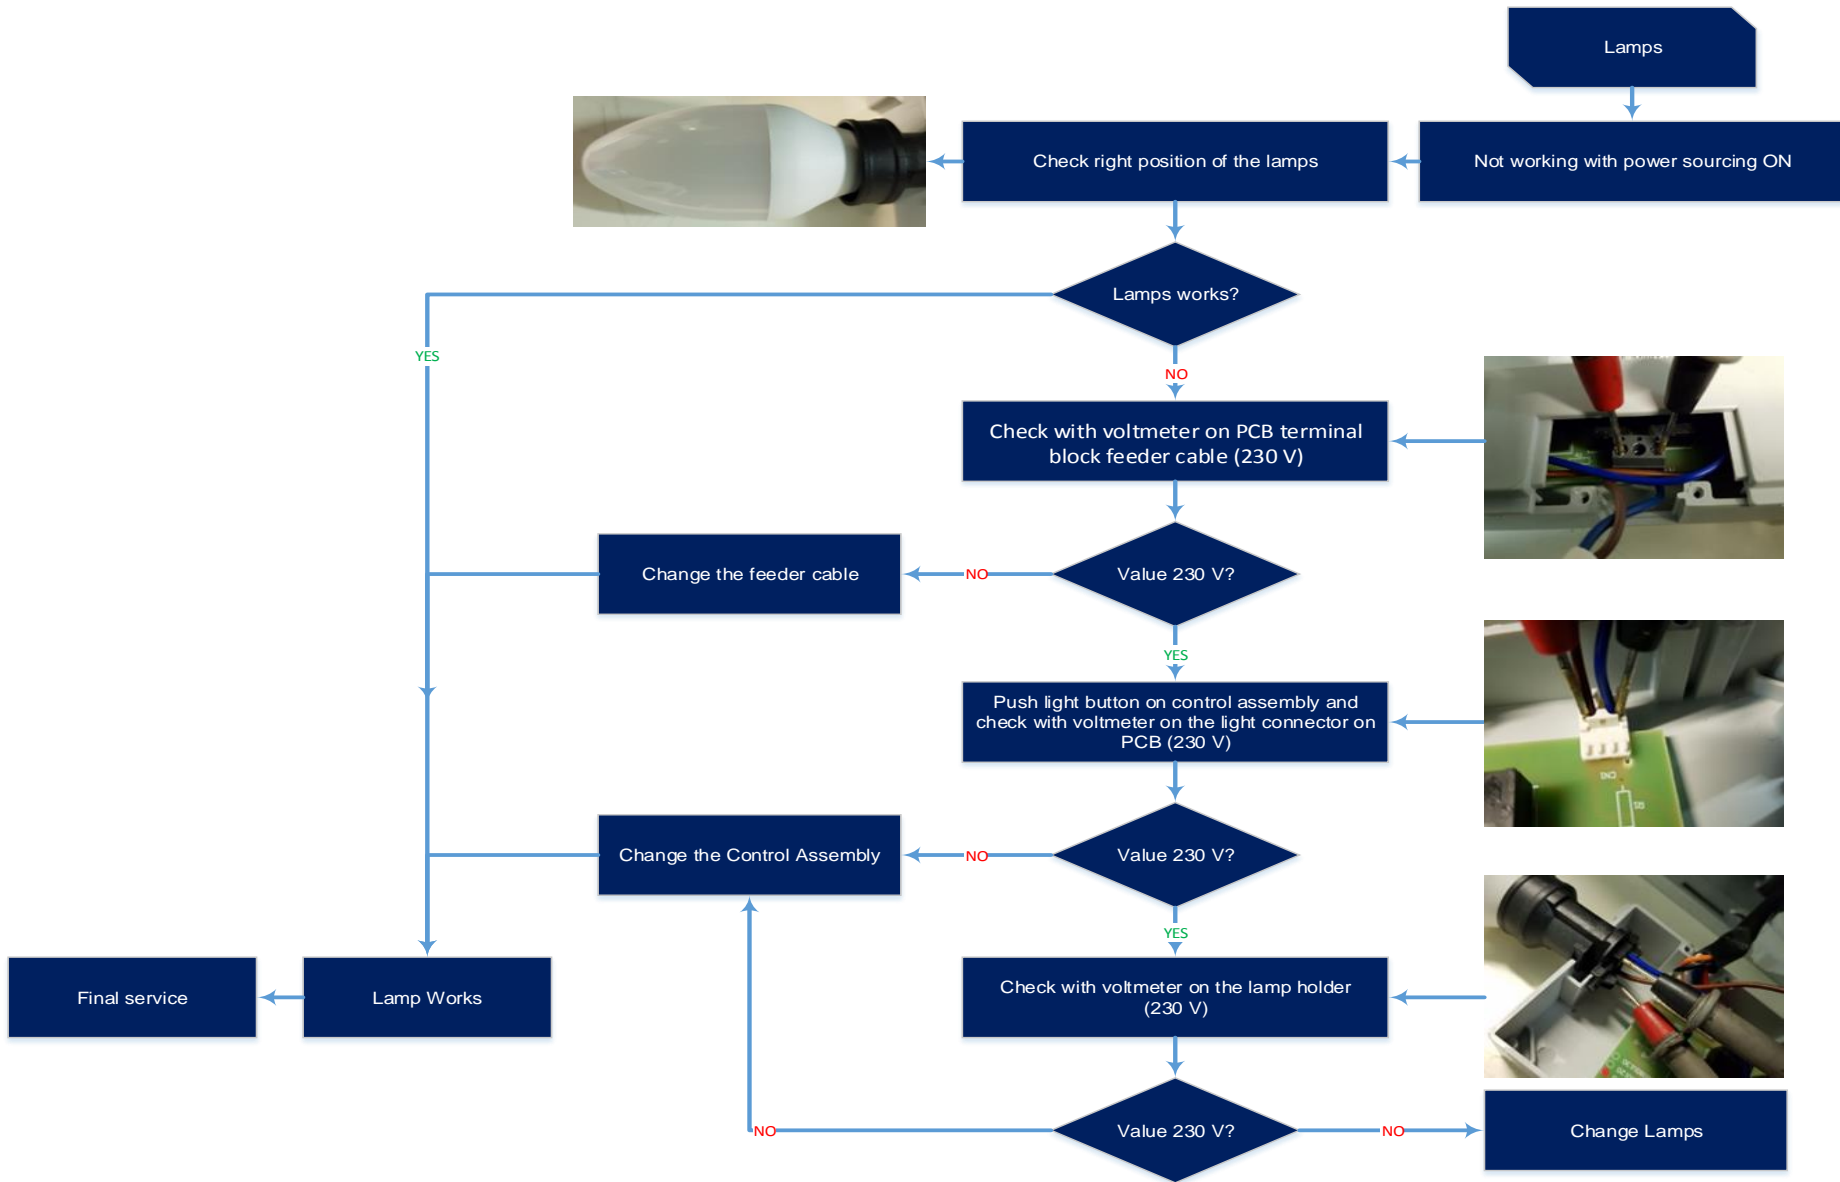 Lamps
Not working with power sourcing ON
Check right position of the lamps
Lamps works?
YES
NO
Check with voltmeter on PCB terminal
block feeder cable (230 V)
Value 230 V?
NO
Change the feeder cable
YES
Push light button on control assembly and
check with voltmeter on the light connector on
PCB (230 V)
Value 230 V?
NO
Change the Control Assembly
YES
Check with voltmeter on the lamp holder
(230 V)
Lamp Works
Final service
Value 230 V?
NO
NO
Change Lamps